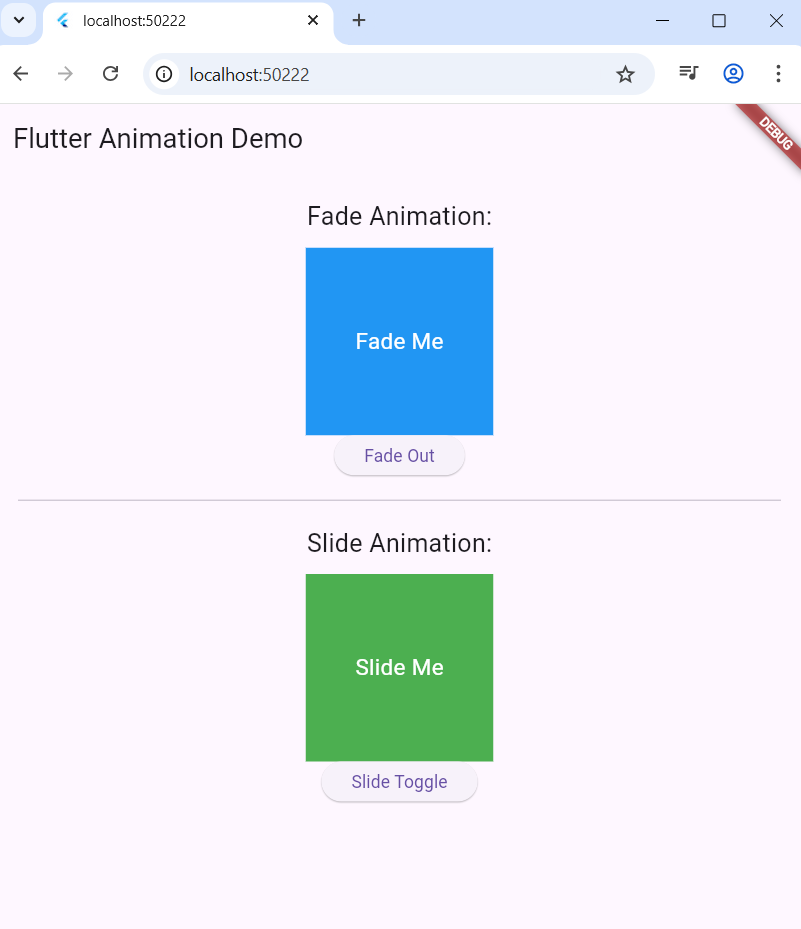 localhost:50222
localhost:50222
Flutter Animation Demo
DEBUG
Fade Animation:
Fade Me
Fade Out
Slide Animation:
Slide Me
Slide Toggle